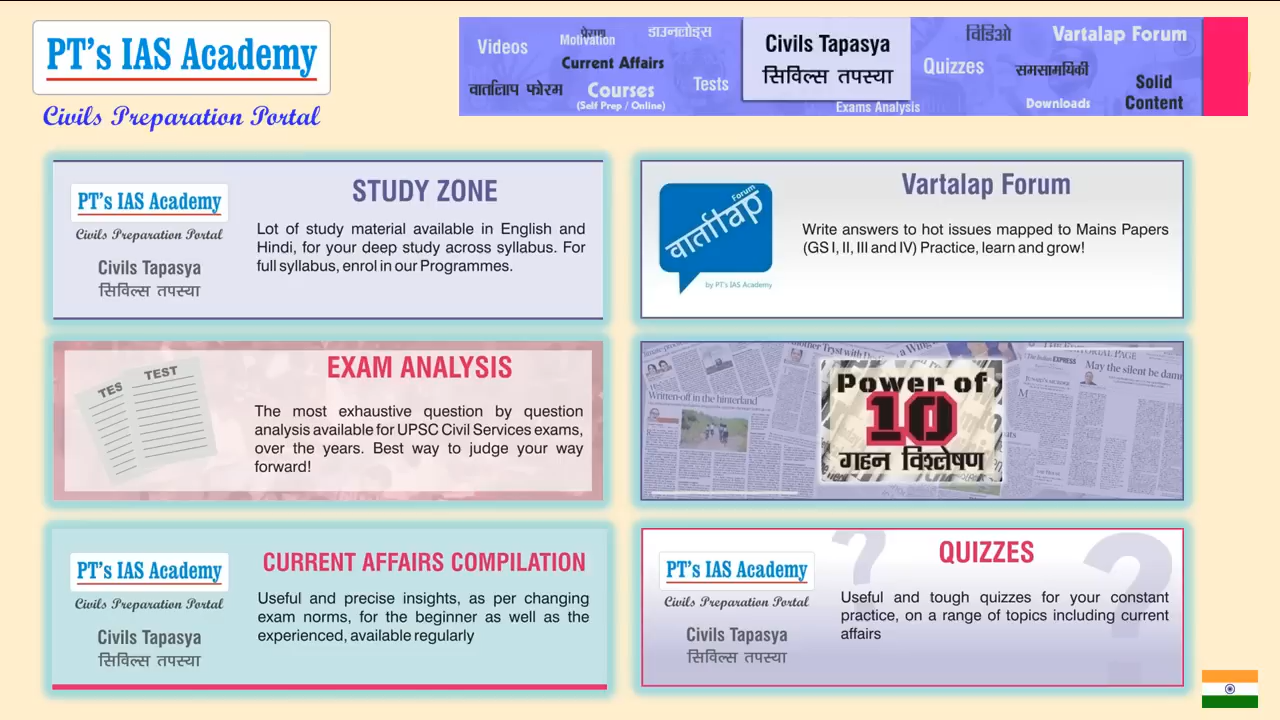 PT's IAS Academy
Civils Preparation Portal
Videos
Motivation
डाउनलोड्स
Current Affairs
वार्तालाप फोरम
Courses
(Self Prep / Online)
Tests
Civils Tapasya
सिविल्स तपस्या
Exams Analysis
विडिओ
Vartalap Forum
Quizzes
समसामयिकी
Downloads
Solid
Content
PT's IAS Academy
Civils Preparation Portal
Civils Tapasya
सिविल्स तपस्या
STUDY ZONE
Lot of study material available in English and
Hindi, for your deep study across syllabus. For
full syllabus, enrol in our Programmes.
वार्तालap
Forum
by PT's IAS Academy
Vartalap Forum
Write answers to hot issues mapped to Mains Papers
(GS I, II, III and IV) Practice, learn and grow!
TES
TEST
EXAM ANALYSIS
The most exhaustive question by question
analysis available for UPSC Civil Services exams,
over the years. Best way to judge your way
forward!
Written-off in the hinterland
Power of
10
गहन विश्लेषण
The Indian EXPRESS
May the silent be
PT's IAS Academy
Civils Preparation Portal
Civils Tapasya
सिविल्स तपस्या
CURRENT AFFAIRS COMPILATION
Useful and precise insights, as per changing
exam norms, for the beginner as well as the
experienced, available regularly
PT's IAS Academy
Civils Preparation Portal
Civils Tapasya
सिविल्स तपस्या
? QUIZZES ?
Useful and tough quizzes for your constant
practice, on a range of topics including current
affairs